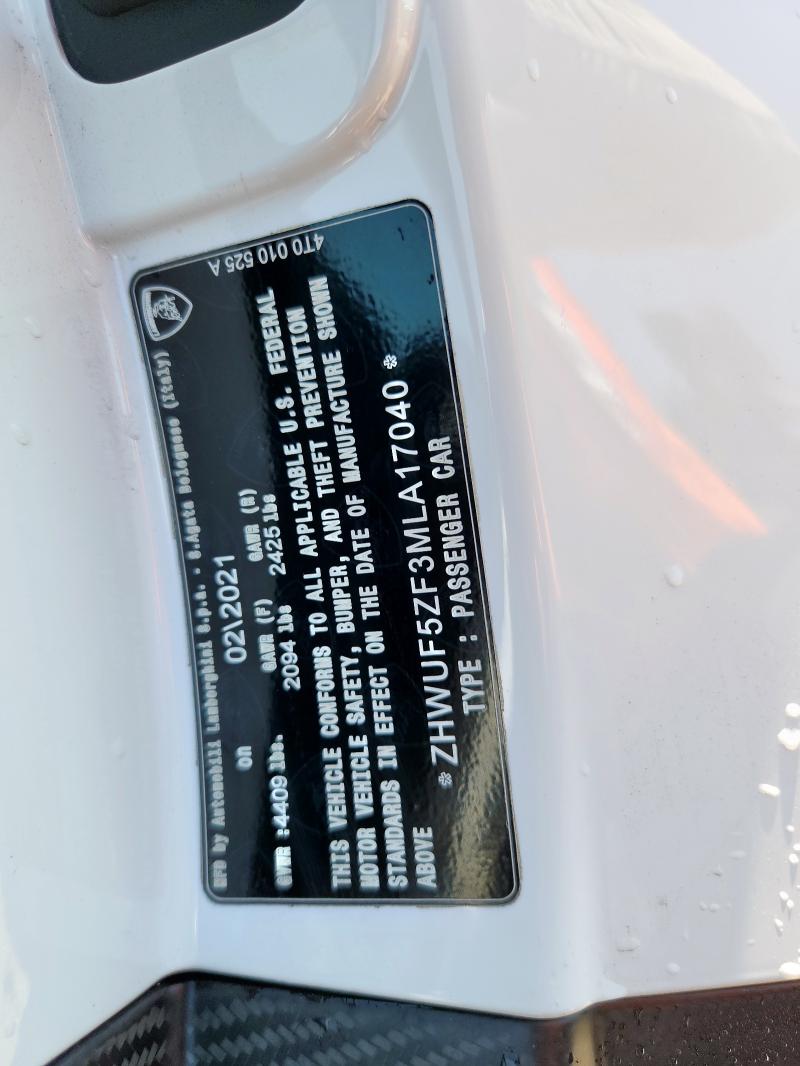 MFD by Automobili Lamborghini S.p.A. - S.Agata Bolognese (Italy)
on 02\2021
GAWR (F) GAWR (R)
GVWR :4409 lbs. 2094 lbs 2425 lbs
THIS VEHICLE CONFORMS TO ALL APPLICABLE U.S. FEDERAL
MOTOR VEHICLE SAFETY, BUMPER, AND THEFT PREVENTION
STANDARDS IN EFFECT ON THE DATE OF MANUFACTURE SHOWN
ABOVE
* ZHWUF5ZF3MLA17040 *
TYPE : PASSENGER CAR
4T0 010 525 A